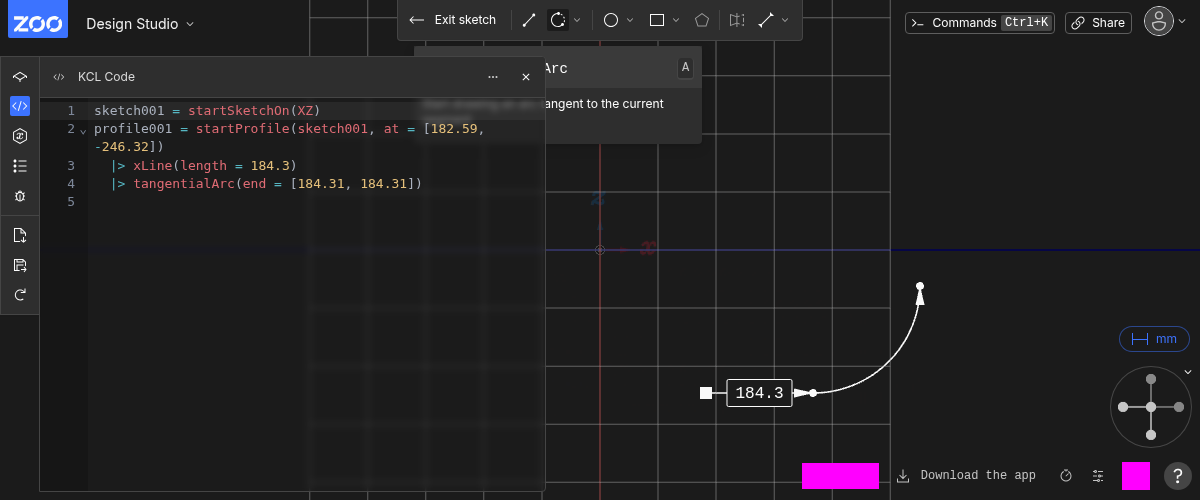 ZOO
Design Studio
Exit sketch
Commands Ctrl+K
Share
KCL Code
Arc
A
tangent to the current
1 sketch001 = startSketchOn(XZ)
2 profile001 = startProfile(sketch001, at = [182.59,
-246.32])
3 |> xLine(length = 184.3)
4 |> tangentialArc(end = [184.31, 184.31])
5
z
x
184.3
mm
Download the app
?